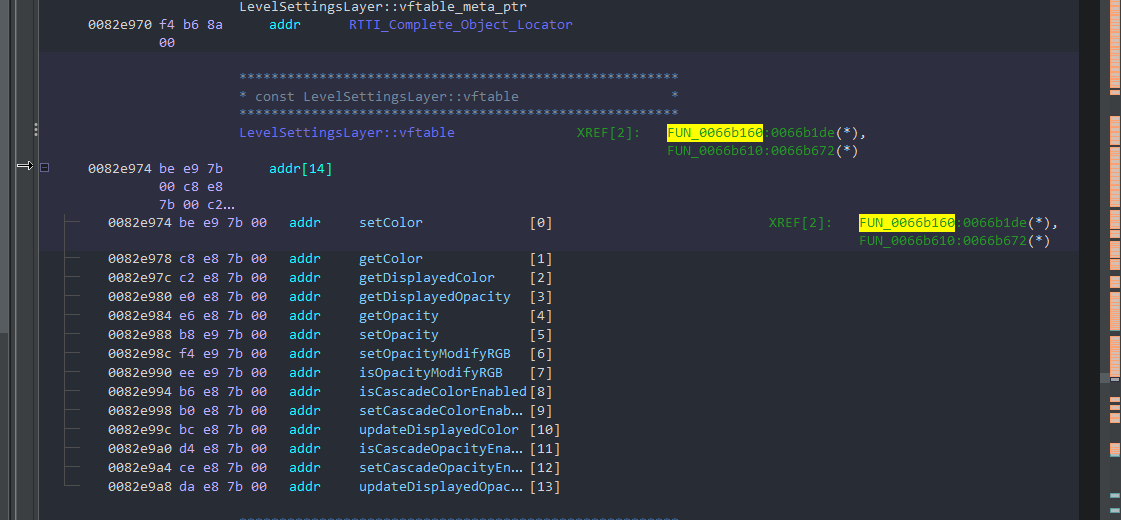 LevelSettingsLayer::vftable_meta_ptr
0082e970 f4 b6 8a addr RTTI_Complete_Object_Locator
00
*******************************************************
* const LevelSettingsLayer::vftable *
*******************************************************
LevelSettingsLayer::vftable XREF[2]: FUN_0066b160:0066b1de(*),
FUN_0066b610:0066b672(*)
0082e974 be e9 7b addr[14]
00 c8 e8
7b 00 c2...
0082e974 be e9 7b 00 addr setColor [0] XREF[2]: FUN_0066b160:0066b1de(*),
FUN_0066b610:0066b672(*)
0082e978 c8 e8 7b 00 addr getColor [1]
0082e97c c2 e8 7b 00 addr getDisplayedColor [2]
0082e980 e0 e8 7b 00 addr getDisplayedOpacity [3]
0082e984 e6 e8 7b 00 addr getOpacity [4]
0082e988 b8 e9 7b 00 addr setOpacity [5]
0082e98c f4 e9 7b 00 addr setOpacityModifyRGB [6]
0082e990 ee e9 7b 00 addr isOpacityModifyRGB [7]
0082e994 b6 e8 7b 00 addr isCascadeColorEnabled [8]
0082e998 b0 e8 7b 00 addr setCascadeColorEnab... [9]
0082e99c bc e8 7b 00 addr updateDisplayedColor [10]
0082e9a0 d4 e8 7b 00 addr isCascadeOpacityEna... [11]
0082e9a4 ce e8 7b 00 addr setCascadeOpacityEn... [12]
0082e9a8 da e8 7b 00 addr updateDisplayedOpac... [13]